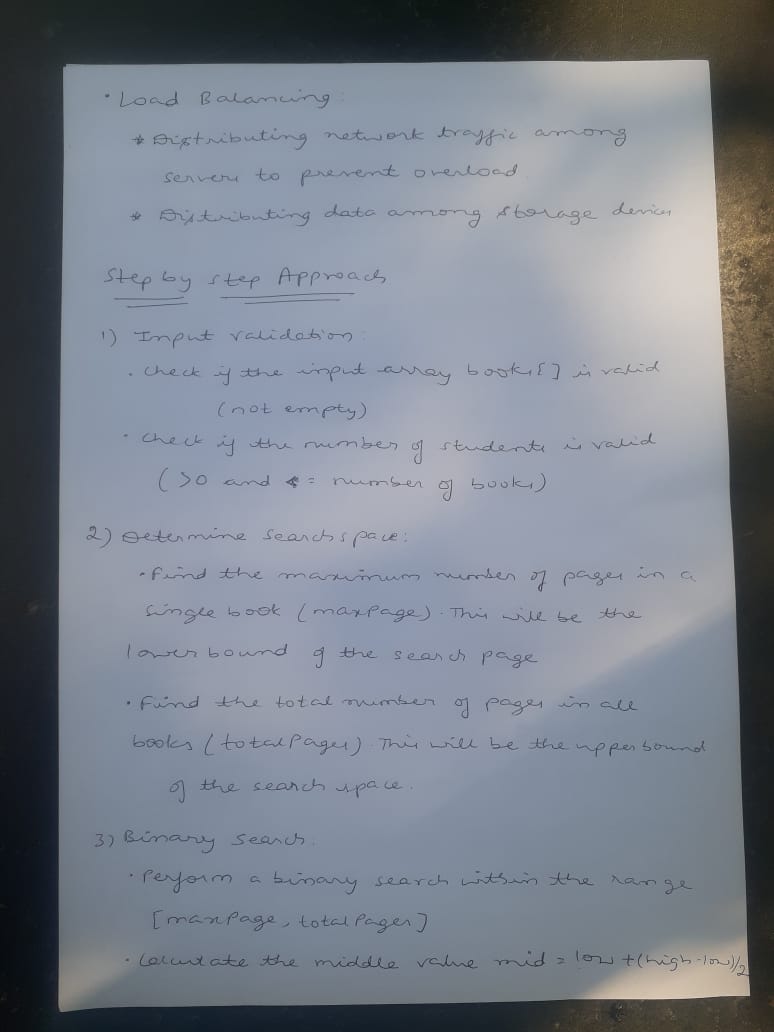 • Load Balancing:
* Distributing network traffic among
servers to prevent overload
* Distributing data among storage devices
Step by step Approach
1) Input validation:
• Check if the input array books[] is valid
(not empty)
• Check if the number of students is valid
(>0 and <= number of books)
2) Determine search space:
• Find the maximum number of pages in a
single book (maxpage). This will be the
lower bound of the search page
• Find the total number of pages in all
books (totalPages). This will be the upper bound
of the search space.
3) Binary Search.
• Perform a binary search within the range
[maxPage, totalPages]
• Calculate the middle value mid = low + (high-low)/2